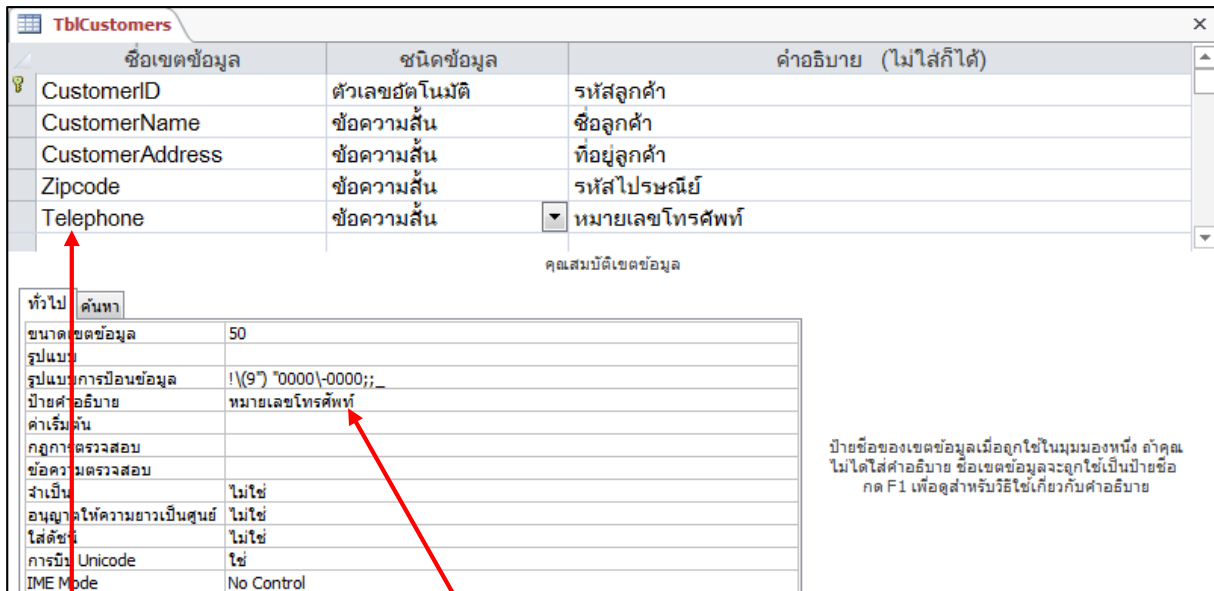 TblCustomers
ชื่อเขตข้อมูล ชนิดข้อมูล คำอธิบาย (ไม่ใส่ก็ได้)
CustomerID ตัวเลขอัตโนมัติ รหัสลูกค้า
CustomerName ข้อความสั้น ชื่อลูกค้า
CustomerAddress ข้อความสั้น ที่อยู่ลูกค้า
Zipcode ข้อความสั้น รหัสไปรษณีย์
Telephone ข้อความสั้น หมายเลขโทรศัพท์
คุณสมบัติเขตข้อมูล
ทั่วไป ค้นหา
ขนาดเขตข้อมูล 50
รูปแบบ
รูปแบบการป้อนข้อมูล !\(9") "0000\-0000;;_
ป้ายคำอธิบาย หมายเลขโทรศัพท์
ค่าเริ่มต้น
กฎการตรวจสอบ
ข้อความตรวจสอบ
จำเป็น ไม่ใช่
อนุญาตให้ความยาวเป็นศูนย์ ไม่ใช่
ใส่ดัชนี ไม่ใช่
การบีบ Unicode ใช่
IME Mode No Control
ป้ายชื่อของเขตข้อมูลเมื่อถูกใช้ในมุมมองหนึ่ง ถ้าคุณ
ไม่ได้ใส่คำอธิบาย ชื่อเขตข้อมูลจะถูกใช้เป็นป้ายชื่อ
กด F1 เพื่อดูสำหรับวิธีใช้เกี่ยวกับคำอธิบาย